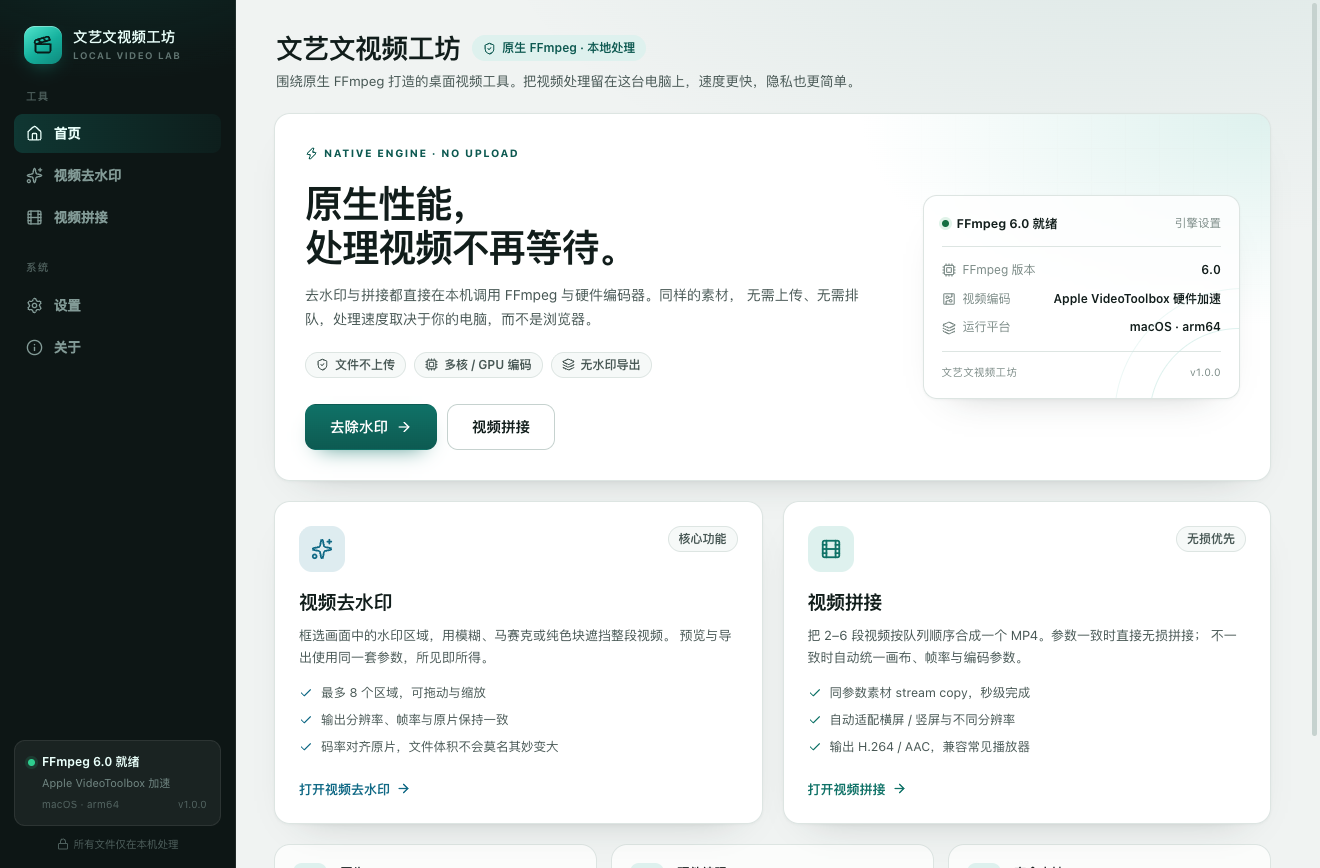 文艺文视频工坊
LOCAL VIDEO LAB
工具
首页
视频去水印
视频拼接
系统
设置
关于
FFmpeg 6.0 就绪
Apple VideoToolbox 加速
macOS · arm64 v1.0.0
所有文件仅在本机处理
文艺文视频工坊 原生 FFmpeg · 本地处理
围绕原生 FFmpeg 打造的桌面视频工具。把视频处理留在这台电脑上，速度更快，隐私也更简单。
NATIVE ENGINE · NO UPLOAD
原生性能，
处理视频不再等待。
去水印与拼接都直接在本机调用 FFmpeg 与硬件编码器。同样的素材， 无需上传、无需排
队，处理速度取决于你的电脑，而不是浏览器。
文件不上传 多核 / GPU 编码 无水印导出
去除水印 视频拼接
FFmpeg 6.0 就绪 引擎设置
FFmpeg 版本 6.0
视频编码 Apple VideoToolbox 硬件加速
运行平台 macOS · arm64
文艺文视频工坊 v1.0.0
核心功能
视频去水印
框选画面中的水印区域，用模糊、马赛克或纯色块遮挡整段视频。 预览与导
出使用同一套参数，所见即所得。
最多 8 个区域，可拖动与缩放
输出分辨率、帧率与原片保持一致
码率对齐原片，文件体积不会莫名其妙变大
打开视频去水印
无损优先
视频拼接
把 2–6 段视频按队列顺序合成一个 MP4。参数一致时直接无损拼接； 不一
致时自动统一画布、帧率与编码参数。
同参数素材 stream copy，秒级完成
自动适配横屏 / 竖屏与不同分辨率
输出 H.264 / AAC，兼容常见播放器
打开视频拼接